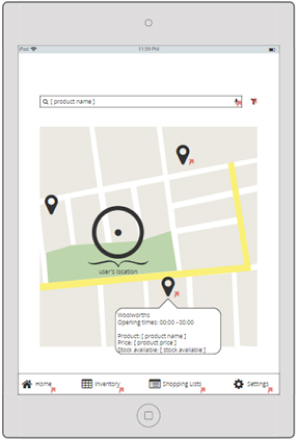 iPad
11:59 PM
[ product name ]
user's location
Woolworths
Opening times: 00:00 - 00:00
Product: [ product name ]
Price: [ product price ]
Stock available: [ stock available ]
Home Inventory Shopping Lists Settings